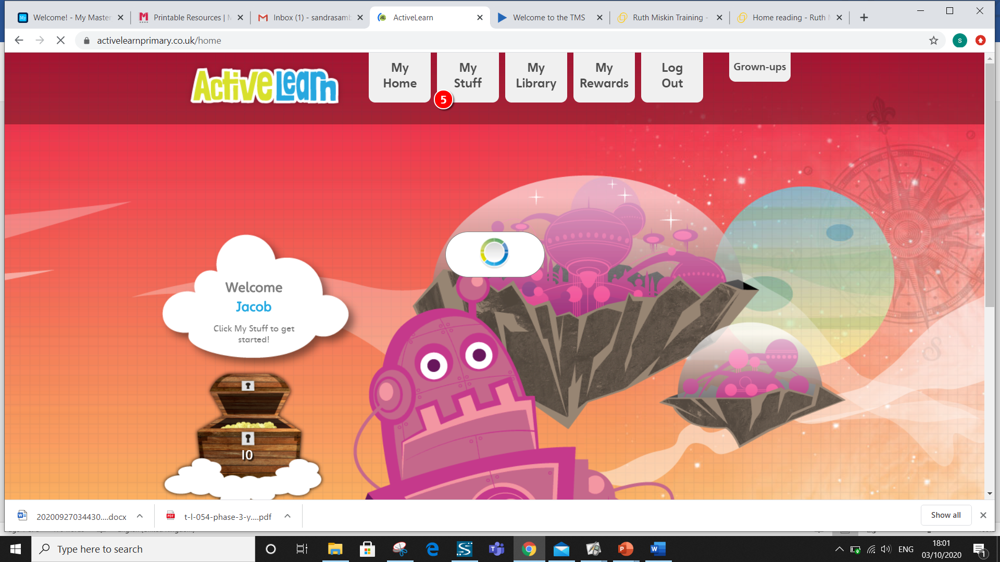 Welcome! - My Master
Printable Resources |
Inbox (1) - sandrasamb
ActiveLearn
Welcome to the TMS
Ruth Miskin Training -
Home reading - Ruth
activelearnprimary.co.uk/home
S
ActiveLearn
My
Home
My
Stuff
My
Library
My
Rewards
Log
Out
Grown-ups
5
Welcome
Jacob
Click My Stuff to get
started!
10
20200927034430....docx
t-l-054-phase-3-y....pdf
Show all
Type here to search
ENG
18:01
03/10/2020
1